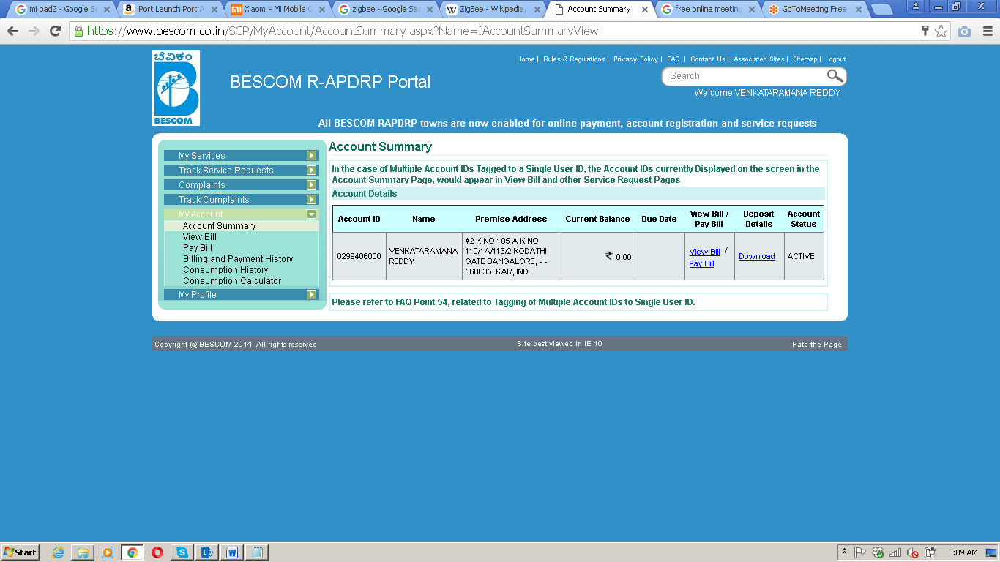 mi pad2 - Google Se
iPort Launch Port A
Xiaomi - Mi Mobile C
zigbee - Google Sea
ZigBee - Wikipedia,
Account Summary
free online meeting
GoToMeeting Free
https://www.bescom.co.in/SCP/MyAccount/AccountSummary.aspx?Name=IAccountSummaryView
ಬೆವಿಕಂ
BESCOM
BESCOM R-APDRP Portal
Home | Rules & Regulations | Privacy Policy | FAQ | Contact Us | Associated Sites | Sitemap | Logout
Search
Welcome VENKATARAMANA REDDY
All BESCOM RAPDRP towns are now enabled for online payment, account registration and service requests
My Services
Track Service Requests
Complaints
Track Complaints
My Account
Account Summary
View Bill
Pay Bill
Billing and Payment History
Consumption History
Consumption Calculator
My Profile
Account Summary
In the case of Multiple Account IDs Tagged to a Single User ID, the Account IDs currently Displayed on the screen in the
Account Summary Page, would appear in View Bill and other Service Request Pages
Account Details
Account ID
Name
Premise Address
Current Balance
Due Date
View Bill /
Pay Bill
Deposit
Details
Account
Status
0299406000
VENKATARAMANA
REDDY
#2 K NO 105 A K NO
110/1A/113/2 KODATHI
GATE BANGALORE, - -
560035. KAR, IND
₹ 0.00
View Bill /
Pay Bill
Download
ACTIVE
Please refer to FAQ Point 54, related to Tagging of Multiple Account IDs to Single User ID.
Copyright @ BESCOM 2014. All rights reserved
Site best viewed in IE 10
Rate the Page
Start
8:09 AM